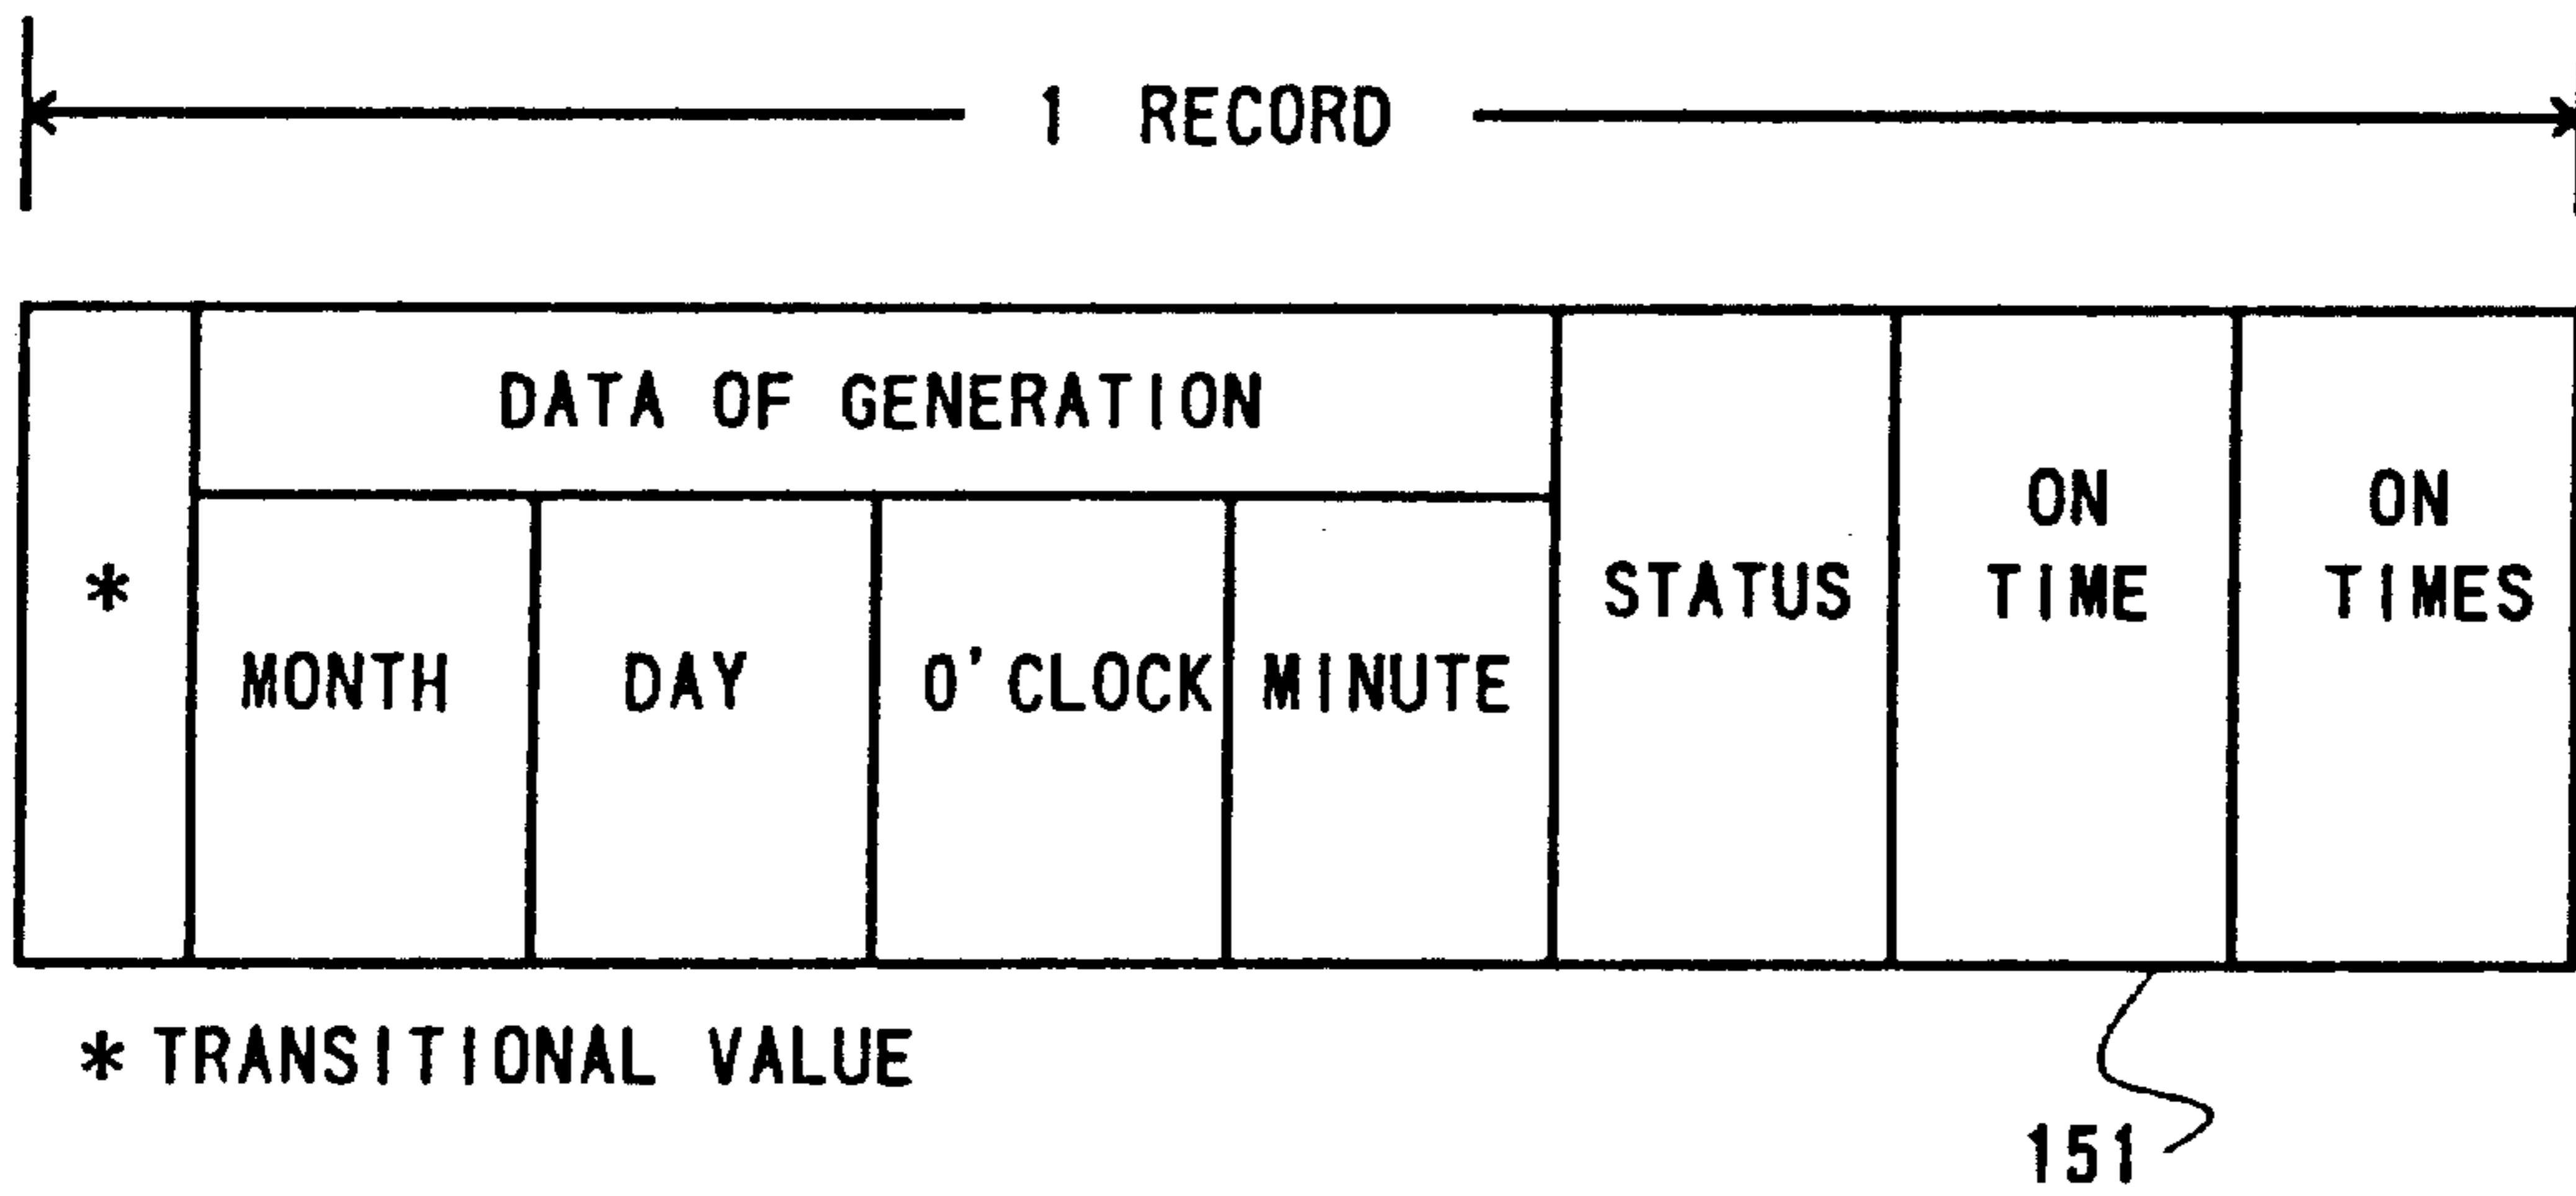 1 RECORD
DATA OF GENERATION
*
MONTH
DAY
O'CLOCK
MINUTE
STATUS
ON
TIME
ON
TIMES
* TRANSITIONAL VALUE
151